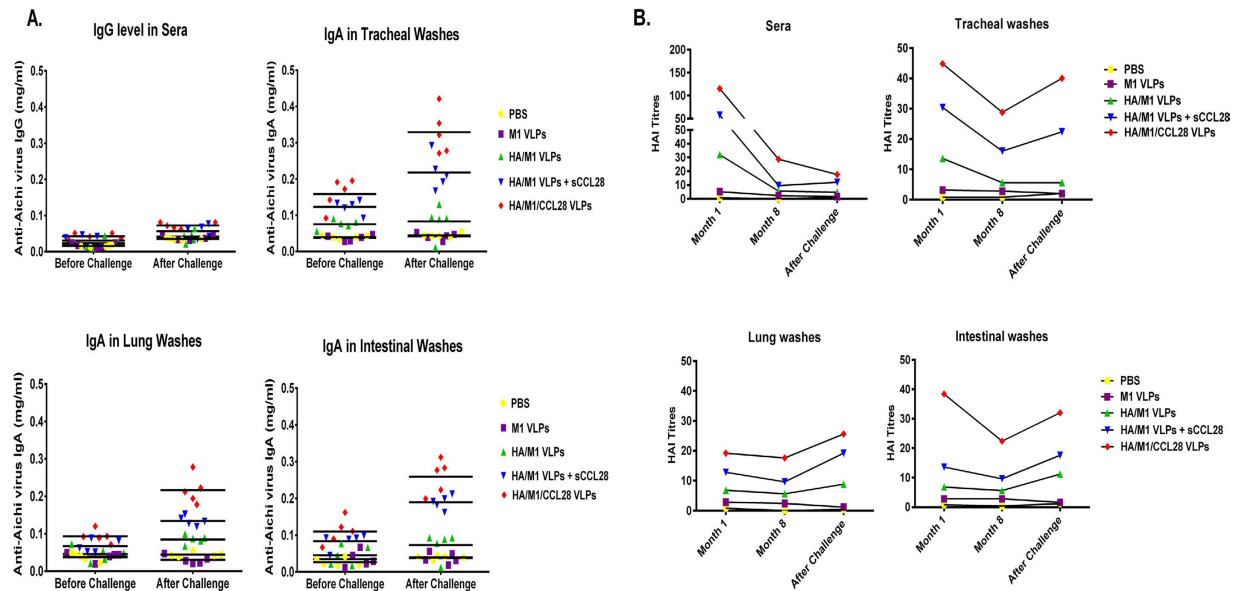 A.
IgG level in Sera
Anti-Aichi virus IgG (mg/ml)
0.5
0.4
0.3
0.2
0.1
0.0
Before Challenge
After Challenge
IgA in Tracheal Washes
Anti-Aichi virus IgA (mg/ml)
0.5
0.4
0.3
0.2
0.1
0.0
Before Challenge
After Challenge
PBS
M1 VLPs
HA/M1 VLPs
HA/M1 VLPs + sCCL28
HA/M1/CCL28 VLPs
IgA in Lung Washes
Anti-Aichi virus IgA (mg/ml)
0.5
0.4
0.3
0.2
0.1
0.0
Before Challenge
After Challenge
IgA in Intestinal Washes
Anti-Aichi virus IgA (mg/ml)
0.5
0.4
0.3
0.2
0.1
0.0
Before Challenge
After Challenge
PBS
M1 VLPs
HA/M1 VLPs
HA/M1 VLPs + sCCL28
HA/M1/CCL28 VLPs
B.
Sera
HAI Titres
200
150
100
50
50
40
30
20
10
0
Month 1
Month 8
After Challenge
Tracheal washes
HAI Titres
50
40
30
20
10
0
Month 1
Month 8
After Challenge
PBS
M1 VLPs
HA/M1 VLPs
HA/M1 VLPs + sCCL28
HA/M1/CCL28 VLPs
Lung washes
HAI Titres
50
40
30
20
10
0
Month 1
Month 8
After Challenge
Intestinal washes
HAI Titres
50
40
30
20
10
0
Month 1
Month 8
After Challenge
PBS
M1 VLPs
HA/M1 VLPs
HA/M1 VLPs + sCCL28
HA/M1/CCL28 VLPs